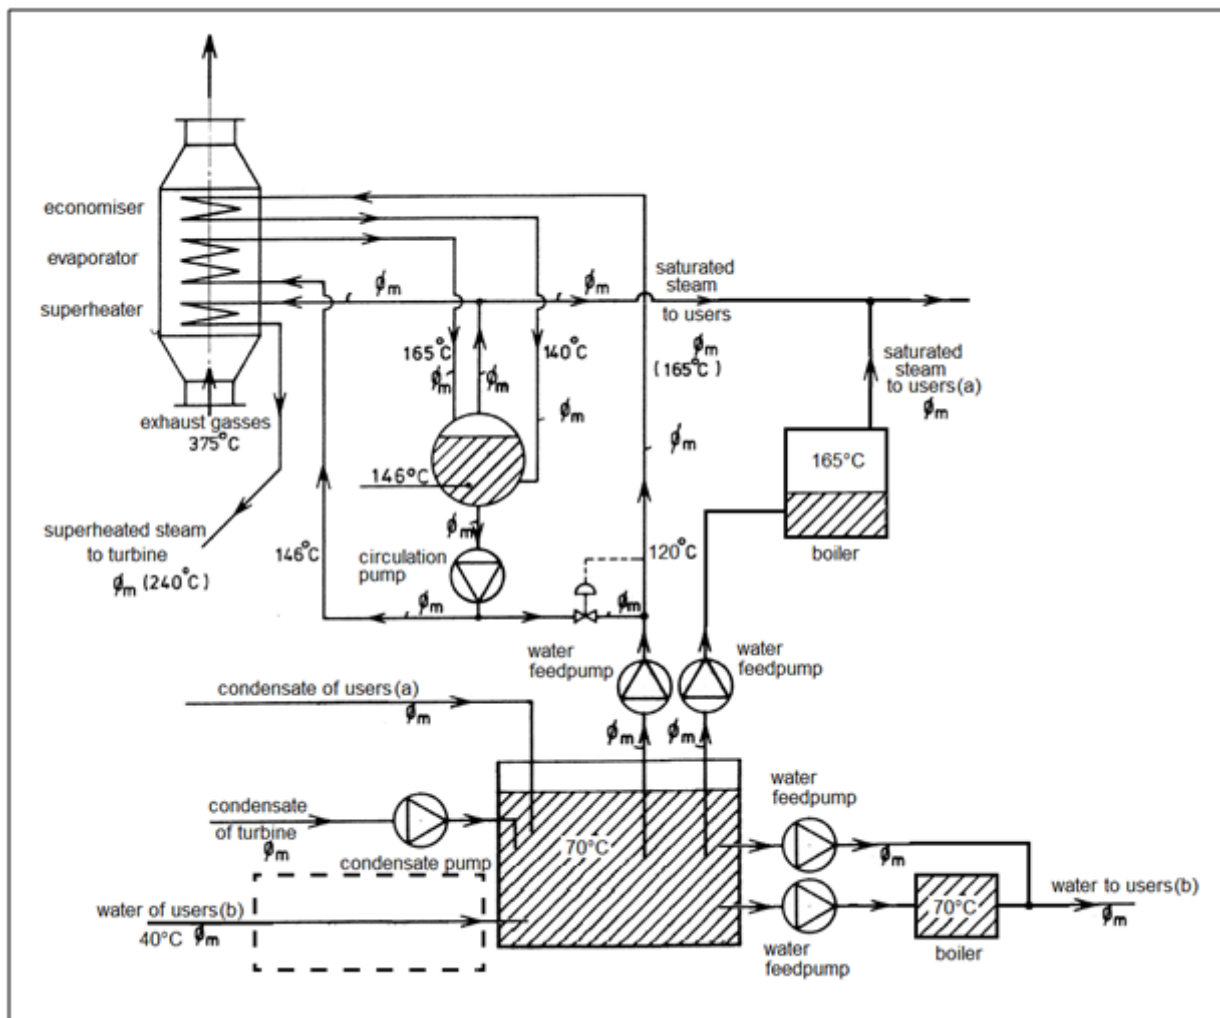 economiser
evaporator
superheater
ϕm
ϕm
saturated
steam
to users
ϕm
(165°C)
165°C
ϕm
ϕm
140°C
ϕm
saturated
steam
to users(a)
ϕm
exhaust gasses
375°C
ϕm
165°C
146°C
boiler
superheated steam
to turbine
ϕm (240°C)
146°C
ϕm
circulation
pump
120°C
ϕm
ϕm
water
feedpump
water
feedpump
condensate of users(a)
ϕm
ϕm
ϕm
condensate
of turbine
ϕm
condensate pump
70°C
water
feedpump
ϕm
water of users(b)
40°C ϕm
70°C
water to users(b)
ϕm
water
feedpump
boiler